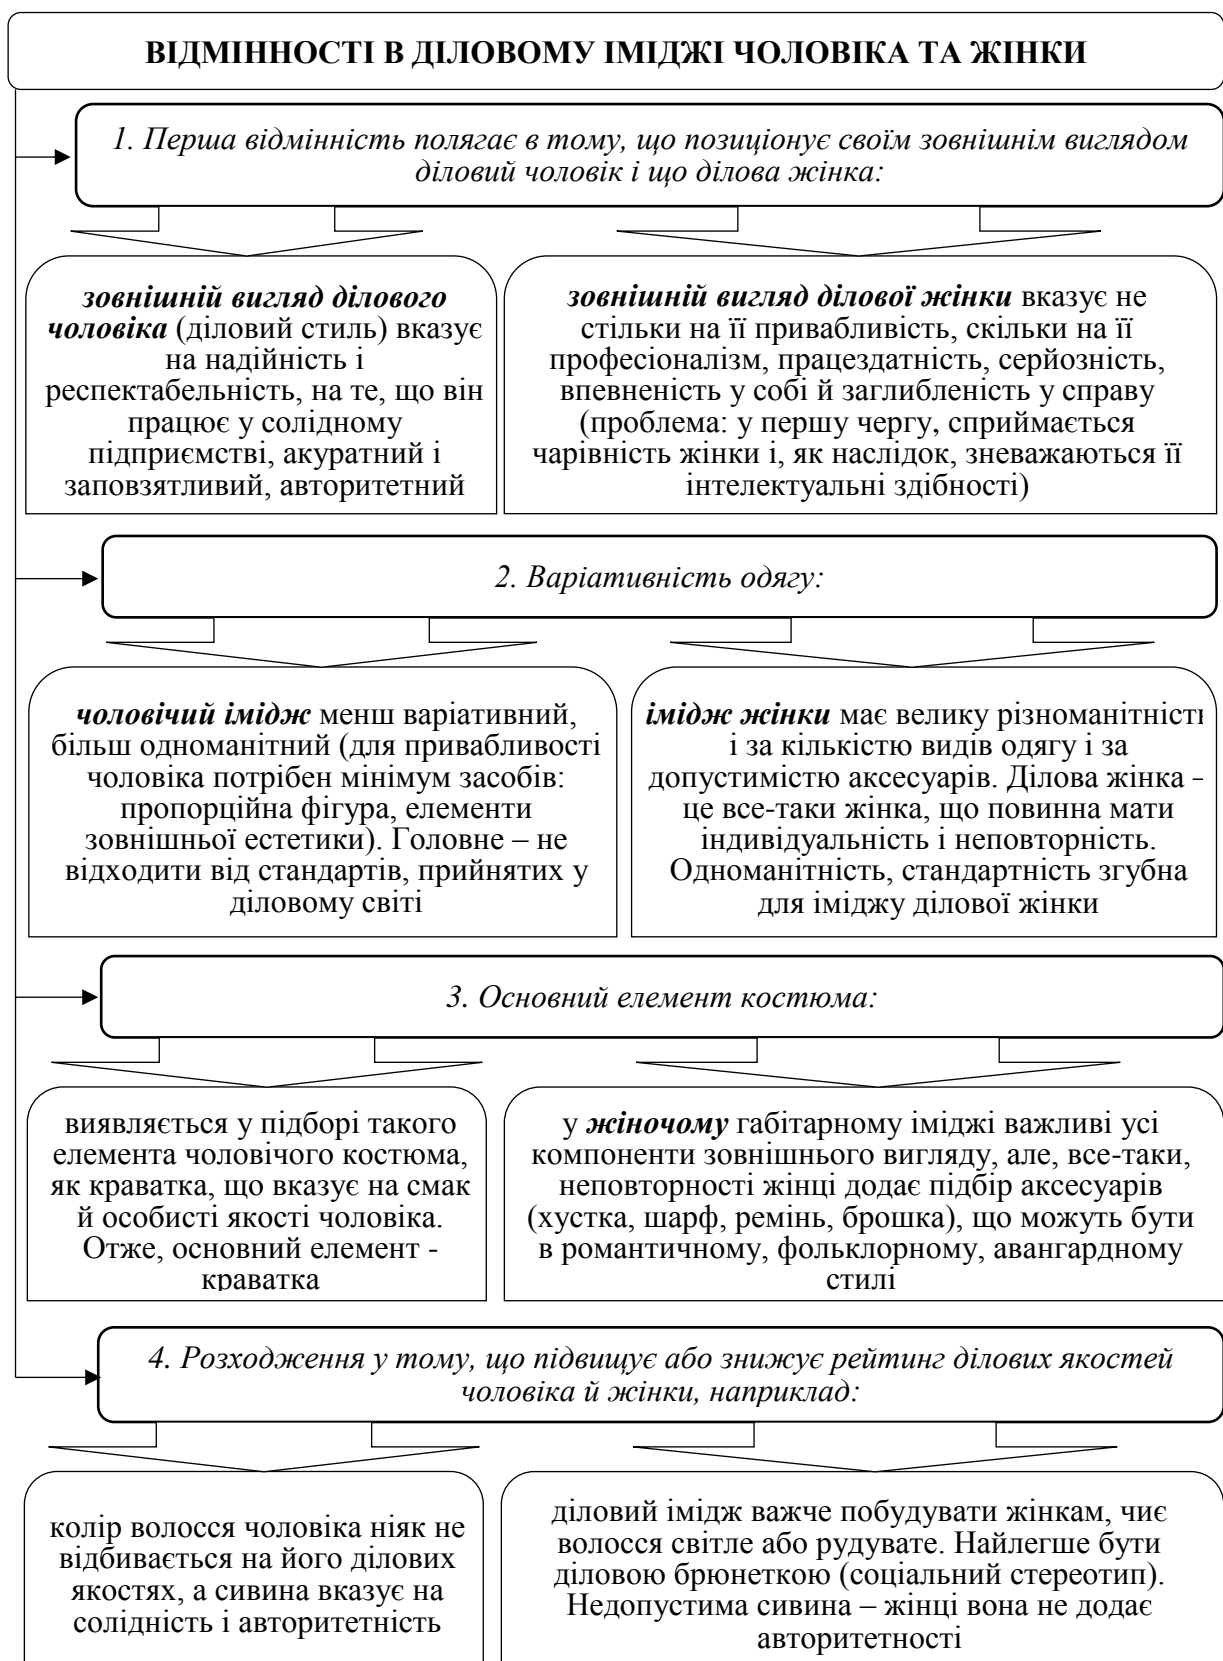 ВІДМІННОСТІ В ДІЛОВОМУ ІМІДЖІ ЧОЛОВІКА ТА ЖІНКИ
1. Перша відмінність полягає в тому, що позиціонує своїм зовнішнім виглядом
діловий чоловік і що ділова жінка:
зовнішній вигляд ділового
чоловіка (діловий стиль) вказує
на надійність і
респектабельність, на те, що він
працює у солідному
підприємстві, акуратний і
заповзятливий, авторитетний
зовнішній вигляд ділової жінки вказує не
стільки на її привабливість, скільки на її
професіоналізм, працездатність, серйозність,
впевненість у собі й заглибленість у справу
(проблема: у першу чергу, сприймається
чарівність жінки і, як наслідок, зневажаються її
інтелектуальні здібності)
2. Варіативність одягу:
чоловічий імідж менш варіативний,
більш одноманітний (для привабливості
чоловіка потрібен мінімум засобів:
пропорційна фігура, елементи
зовнішньої естетики). Головне – не
відходити від стандартів, прийнятих у
діловому світі
імідж жінки має велику різноманітність
і за кількістю видів одягу і за
допустимістю аксесуарів. Ділова жінка –
це все-таки жінка, що повинна мати
індивідуальність і неповторність.
Одноманітність, стандартність згубна
для іміджу ділової жінки
3. Основний елемент костюма:
виявляється у підборі такого
елемента чоловічого костюма,
як краватка, що вказує на смак
й особисті якості чоловіка.
Отже, основний елемент -
краватка
у жіночому габітарному іміджі важливі усі
компоненти зовнішнього вигляду, але, все-таки,
неповторності жінці додає підбір аксесуарів
(хустка, шарф, ремінь, брошка), що можуть бути
в романтичному, фольклорному, авангардному
стилі
4. Розходження у тому, що підвищує або знижує рейтинг ділових якостей
чоловіка й жінки, наприклад:
колір волосся чоловіка ніяк не
відбивається на його ділових
якостях, а сивина вказує на
солідність і авторитетність
діловий імідж важче побудувати жінкам, чиє
волосся світле або рудувате. Найлегше бути
діловою брюнеткою (соціальний стереотип).
Недопустима сивина – жінці вона не додає
авторитетності